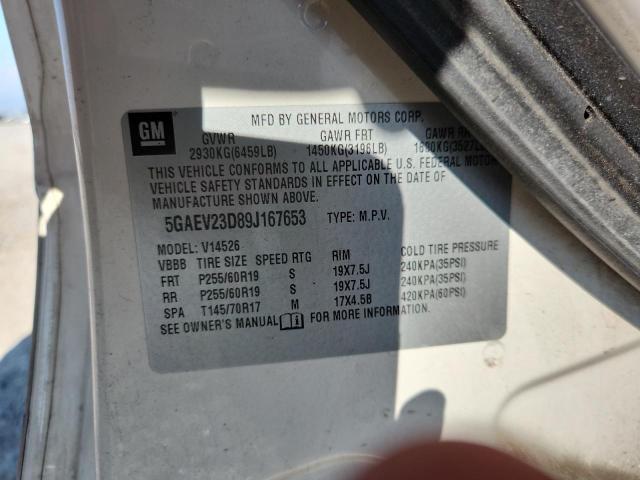 MFD BY GENERAL MOTORS CORP.
GM GVWR GAWR FRT GAWR RR
2930KG(6459LB) 1450KG(3196LB)
THIS VEHICLE CONFORMS TO ALL APPLICABLE U.S. FEDERAL MOTOR
VEHICLE SAFETY STANDARDS IN EFFECT ON THE DATE OF
MANUFACTURE SHOWN ABOVE.
5GAEV23D89J167653 TYPE: M.P.V.
MODEL: V14526
VBBB TIRE SIZE SPEED RTG RIM COLD TIRE PRESSURE
FRT P255/60R19 S 19X7.5J 240KPA(35PSI)
RR P255/60R19 S 19X7.5J 240KPA(35PSI)
SPA T145/70R17 M 17X4.5B 420KPA(60PSI)
SEE OWNER'S MANUAL FOR MORE INFORMATION.